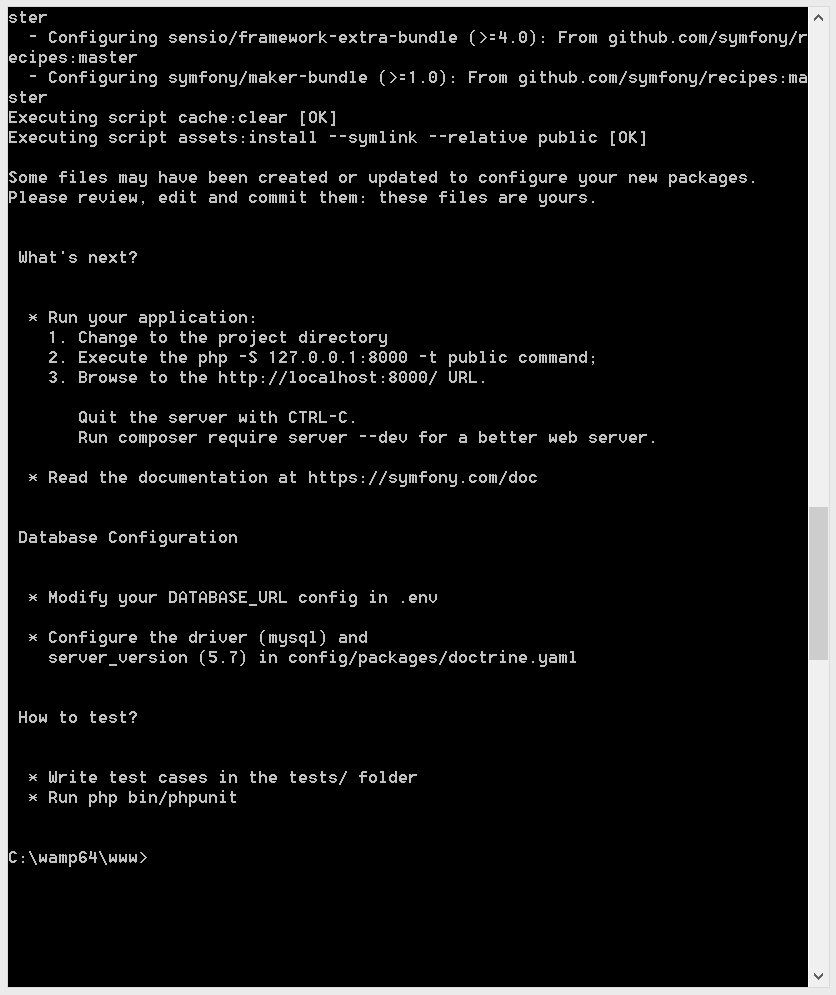 ster
  - Configuring sensio/framework-extra-bundle (>=4.0): From github.com/symfony/r
ecipes:master
  - Configuring symfony/maker-bundle (>=1.0): From github.com/symfony/recipes:ma
ster
Executing script cache:clear [OK]
Executing script assets:install --symlink --relative public [OK]

Some files may have been created or updated to configure your new packages.
Please review, edit and commit them: these files are yours.

 What's next?

  * Run your application:
    1. Change to the project directory
    2. Execute the php -S 127.0.0.1:8000 -t public command;
    3. Browse to the http://localhost:8000/ URL.

       Quit the server with CTRL-C.
       Run composer require server --dev for a better web server.

  * Read the documentation at https://symfony.com/doc

 Database Configuration

  * Modify your DATABASE_URL config in .env

  * Configure the driver (mysql) and
    server_version (5.7) in config/packages/doctrine.yaml

 How to test?

  * Write test cases in the tests/ folder
  * Run php bin/phpunit

C:\wamp64\www>